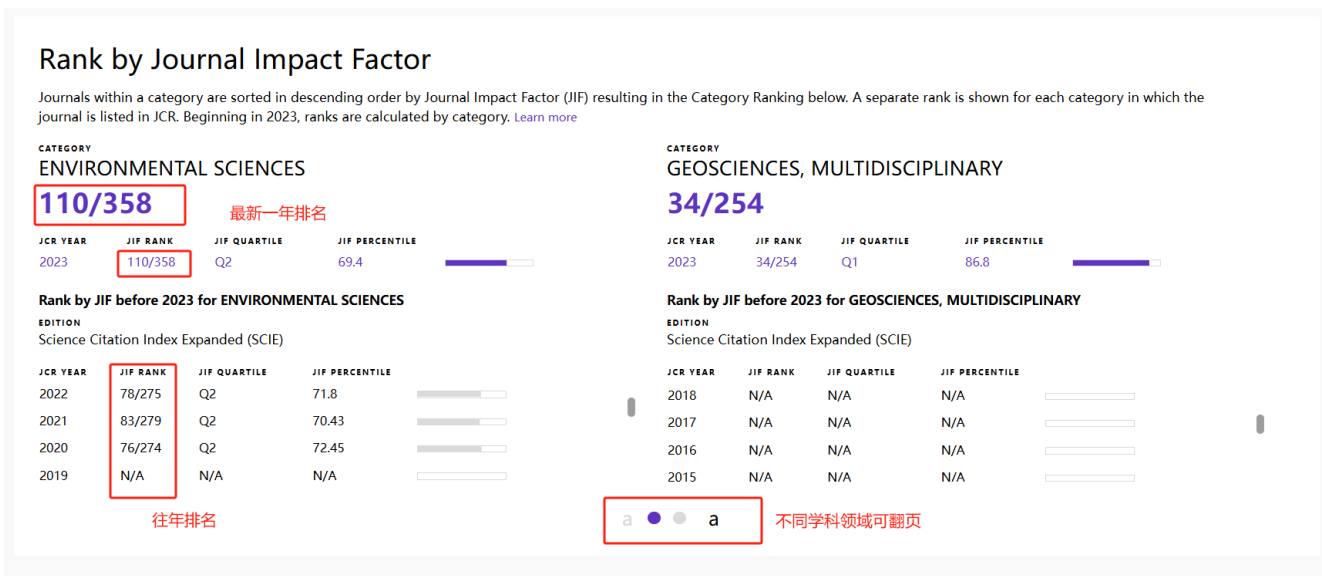 Rank by Journal Impact Factor
Journals within a category are sorted in descending order by Journal Impact Factor (JIF) resulting in the Category Ranking below. A separate rank is shown for each category in which the
journal is listed in JCR. Beginning in 2023, ranks are calculated by category. Learn more
CATEGORY
ENVIRONMENTAL SCIENCES
110/358
最新一年排名
JCR YEAR JIF RANK JIF QUARTILE JIF PERCENTILE
2023 110/358 Q2 69.4
Rank by JIF before 2023 for ENVIRONMENTAL SCIENCES
EDITION
Science Citation Index Expanded (SCIE)
JCR YEAR JIF RANK JIF QUARTILE JIF PERCENTILE
2022 78/275 Q2 71.8
2021 83/279 Q2 70.43
2020 76/274 Q2 72.45
2019 N/A N/A N/A
往年排名
CATEGORY
GEOSCIENCES, MULTIDISCIPLINARY
34/254
JCR YEAR JIF RANK JIF QUARTILE JIF PERCENTILE
2023 34/254 Q1 86.8
Rank by JIF before 2023 for GEOSCIENCES, MULTIDISCIPLINARY
EDITION
Science Citation Index Expanded (SCIE)
JCR YEAR JIF RANK JIF QUARTILE JIF PERCENTILE
2018 N/A N/A N/A
2017 N/A N/A N/A
2016 N/A N/A N/A
2015 N/A N/A N/A
a a
不同学科领域可翻页